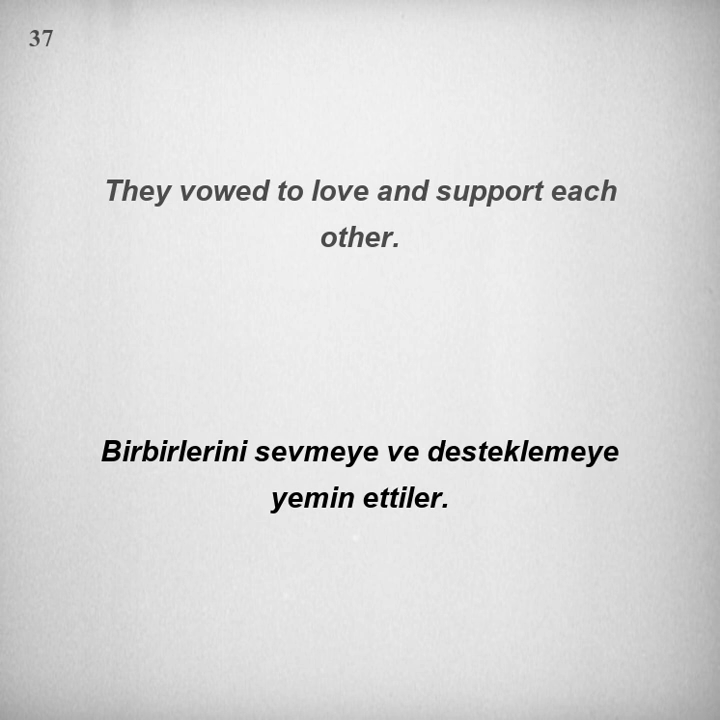 37
They vowed to love and support each
other.
Birbirlerini sevmeye ve desteklemeye
yemin ettiler.